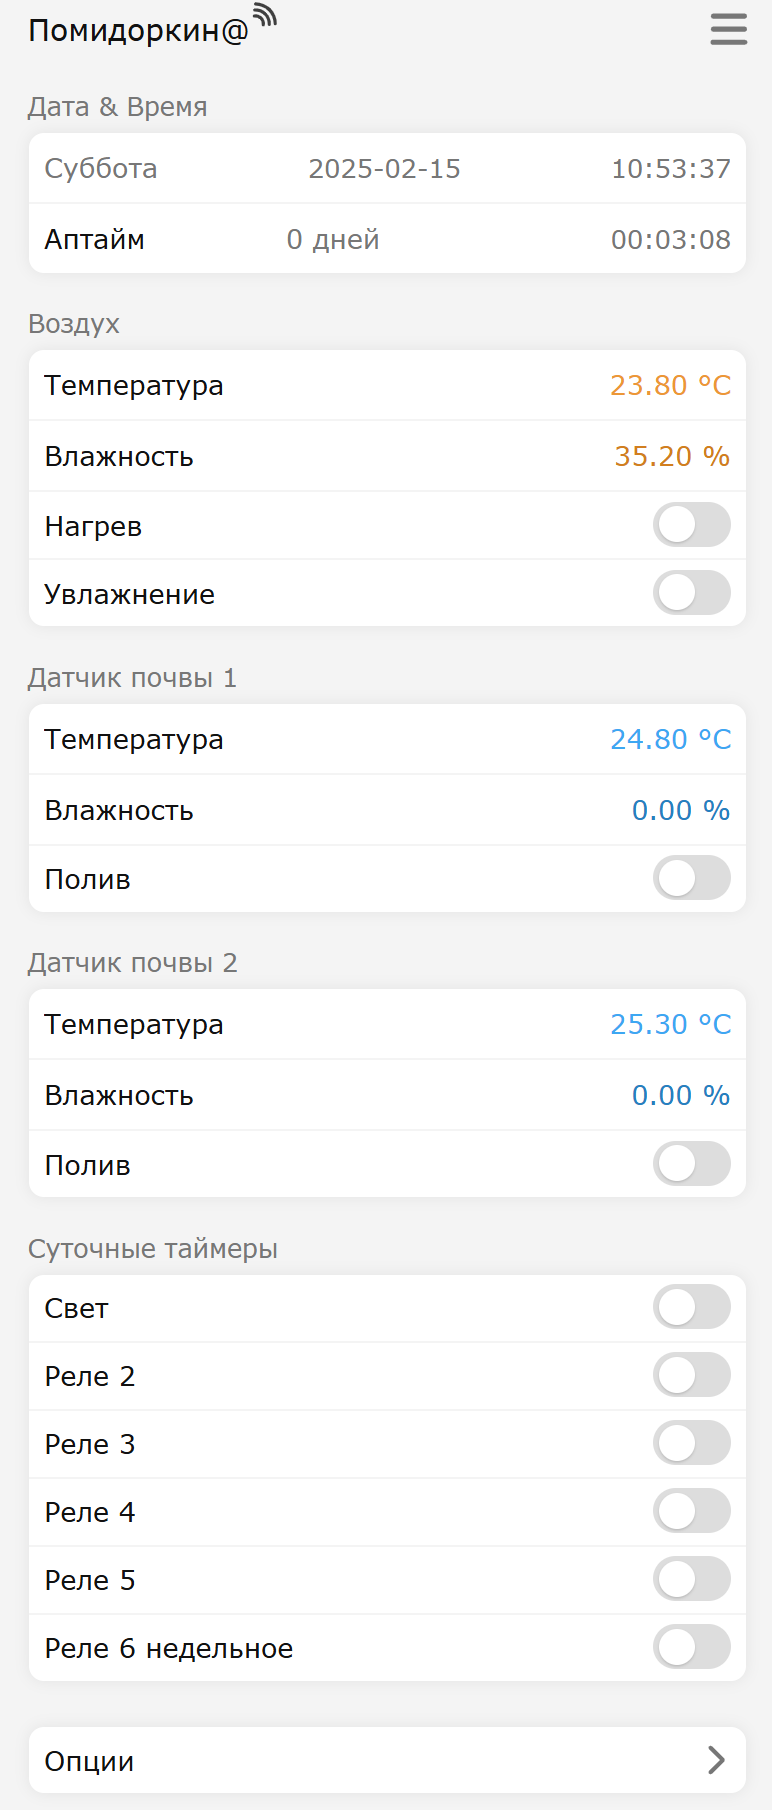 Помидоркин@
Дата & Время
Суббота 2025-02-15 10:53:37
Аптайм 0 дней 00:03:08
Воздух
Температура 23.80 °C
Влажность 35.20 %
Нагрев
Увлажнение
Датчик почвы 1
Температура 24.80 °C
Влажность 0.00 %
Полив
Датчик почвы 2
Температура 25.30 °C
Влажность 0.00 %
Полив
Суточные таймеры
Свет
Реле 2
Реле 3
Реле 4
Реле 5
Реле 6 недельное
Опции